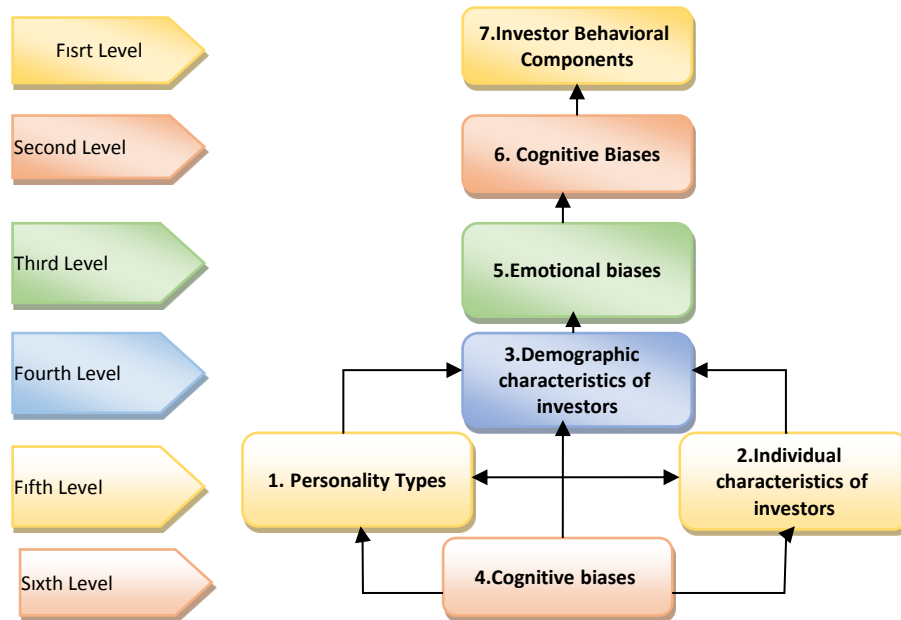 Fısrt Level
7.Investor Behavioral
Components
Second Level
6. Cognitive Biases
Thırd Level
5.Emotional biases
Fourth Level
3.Demographic
characteristics of
investors
Fıfth Level
1. Personality Types
2.Individual
characteristics of
investors
Sıxth Level
4.Cognitive biases